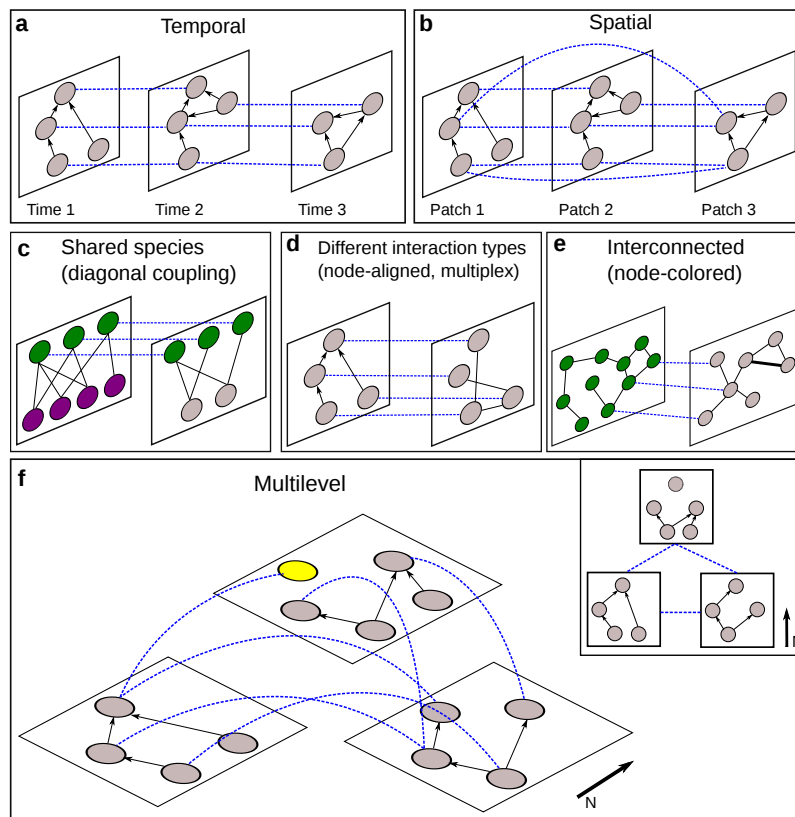 a
Temporal
Time 1
Time 2
Time 3
b
Spatial
Patch 1
Patch 2
Patch 3
c
Shared species
(diagonal coupling)
d
Different interaction types
(node-aligned, multiplex)
e
Interconnected
(node-colored)
f
Multilevel
N
N